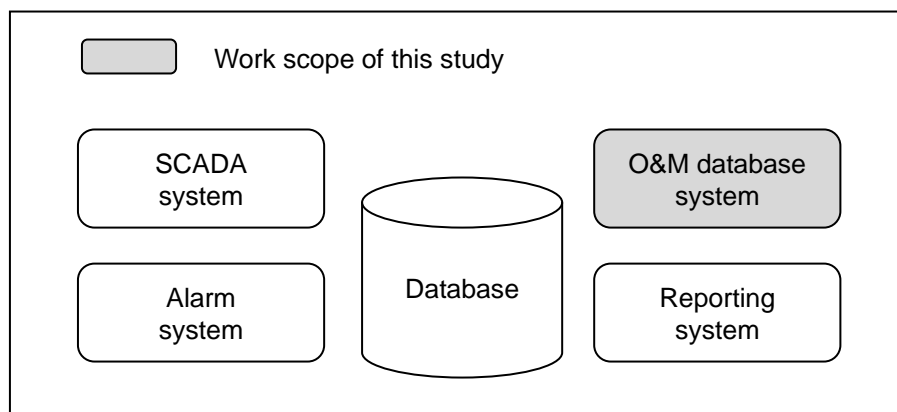 Work scope of this study
SCADA
system
O&M database
system
Database
Alarm
system
Reporting
system